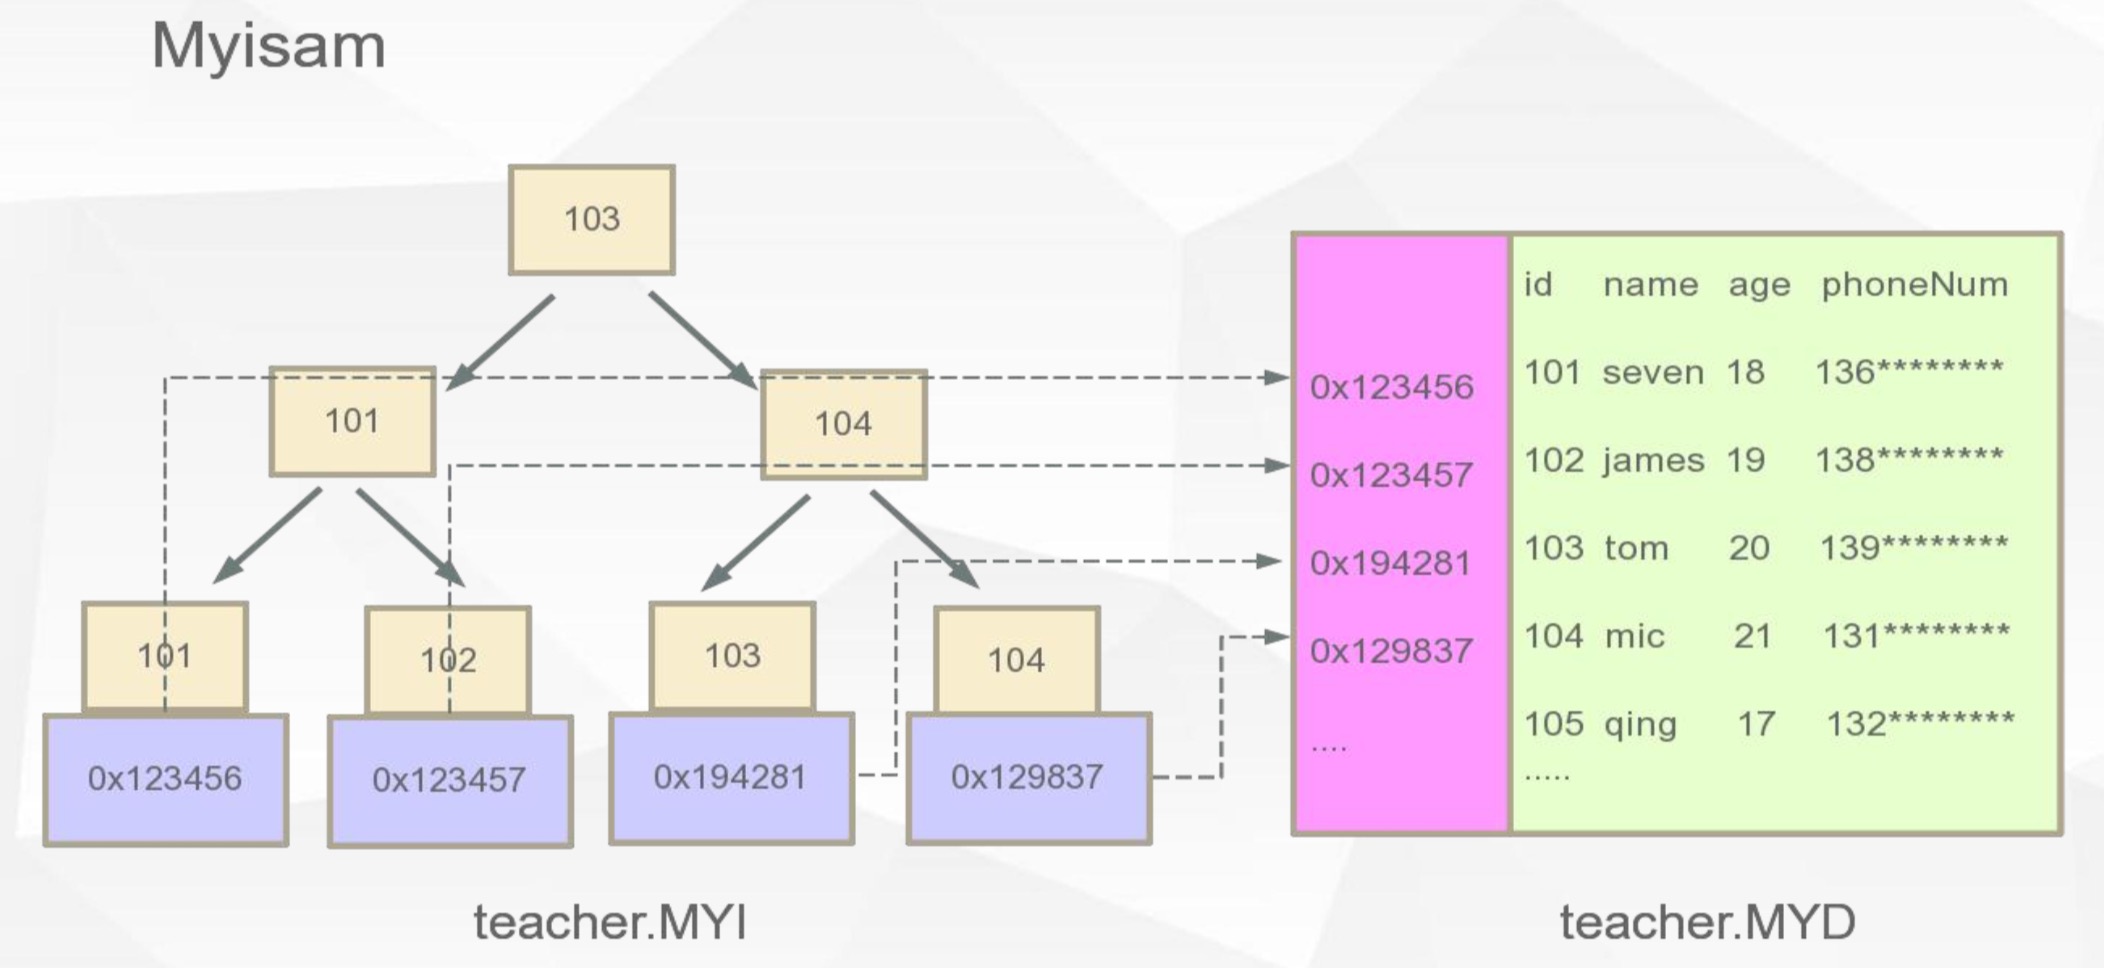 Myisam
103
101
104
101
102
103
104
0x123456
0x123457
0x194281
0x129837
teacher.MYI
id name age phoneNum
0x123456 101 seven 18 136********
0x123457 102 james 19 138********
0x194281 103 tom 20 139********
0x129837 104 mic 21 131********
.... 105 qing 17 132********
.....
teacher.MYD